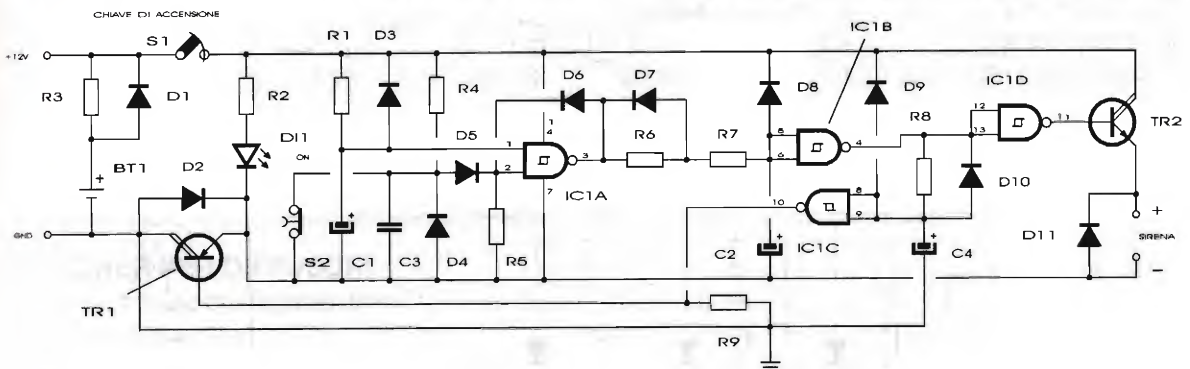 CHIAVE DI ACCENSIONE
IC1B
S1
R1
D3
+12V
D6
D7
D8
D9
IC1D
R3
D1
R2
R4
R8
12
1
4
5
13
11
TR2
DI1
ON
D5
1
R6
R7
6
4
BT1
+
D2
2
3
D10
IC1A
8
+
10
9
7
+
GND
+
+
SIRENA
D11
S2
C1
C3
D4
R5
C2
IC1C
C4
-
TR1
R9